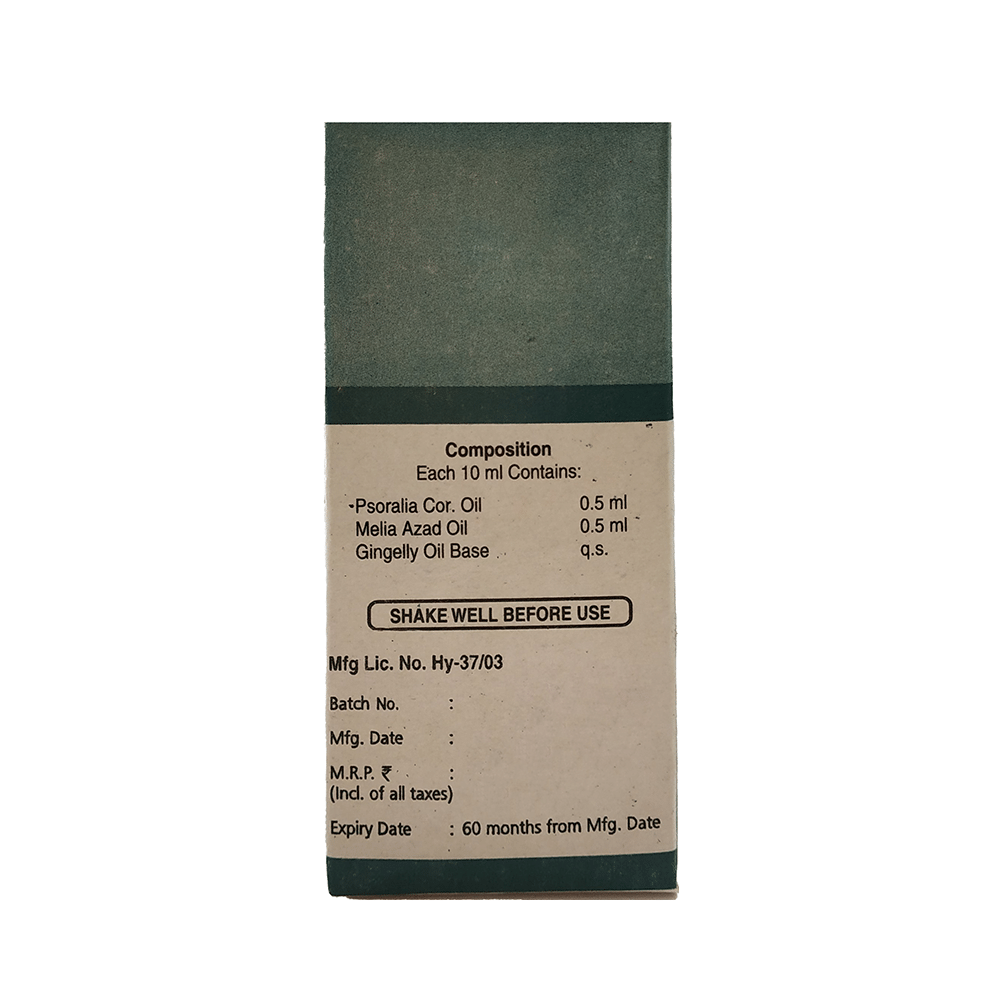 Composition
Each 10 ml Contains:
Psoralia Cor. Oil 0.5 ml
Melia Azad Oil 0.5 ml
Gingelly Oil Base q.s.
SHAKE WELL BEFORE USE
Mfg Lic. No. Hy-37/03
Batch No. :
Mfg. Date :
M.R.P. ₹ :
(Incl. of all taxes)
Expiry Date : 60 months from Mfg. Date